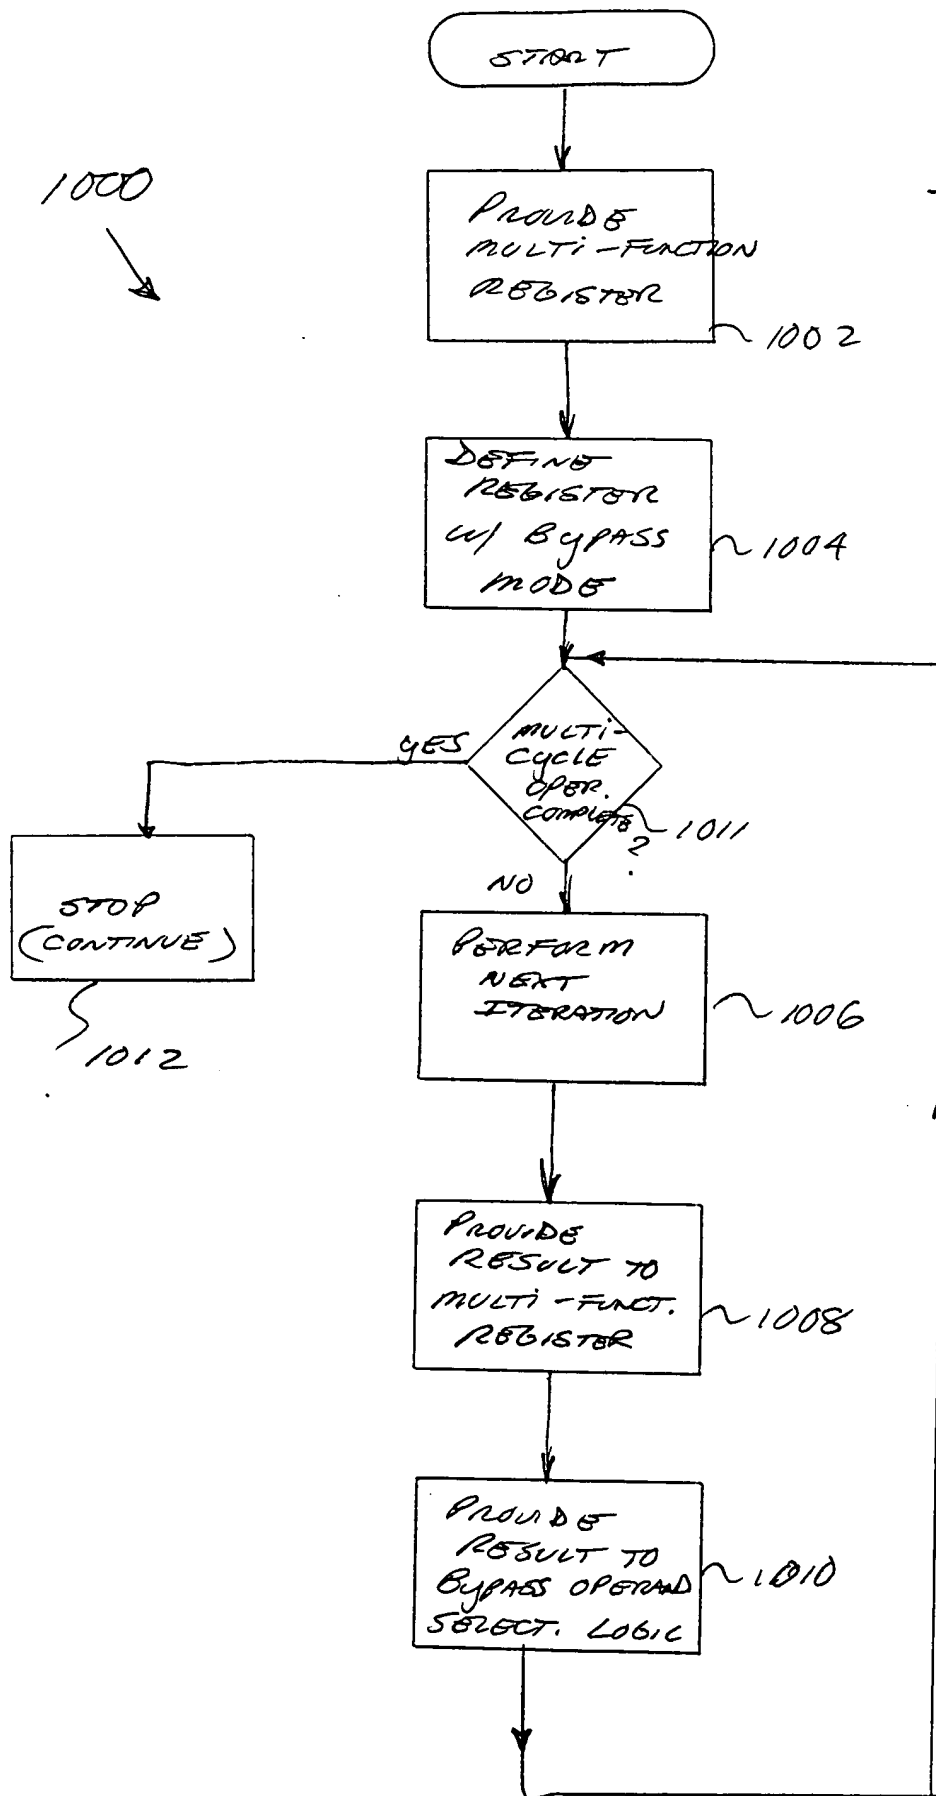 START
1000
PROVIDE
MULTI-FUNCTION
REGISTER
1002
DEFINE
REGISTER
W/ BYPASS
MODE
1004
MULTI-
CYCLE
OPER.
COMPLETE
?
1011
YES
NO
STOP
(CONTINUE)
1012
PERFORM
NEXT
ITERATION
1006
PROVIDE
RESULT TO
MULTI-FUNCT.
REGISTER
1008
PROVIDE
RESULT TO
BYPASS OPERAND
SELECT. LOGIC
1010